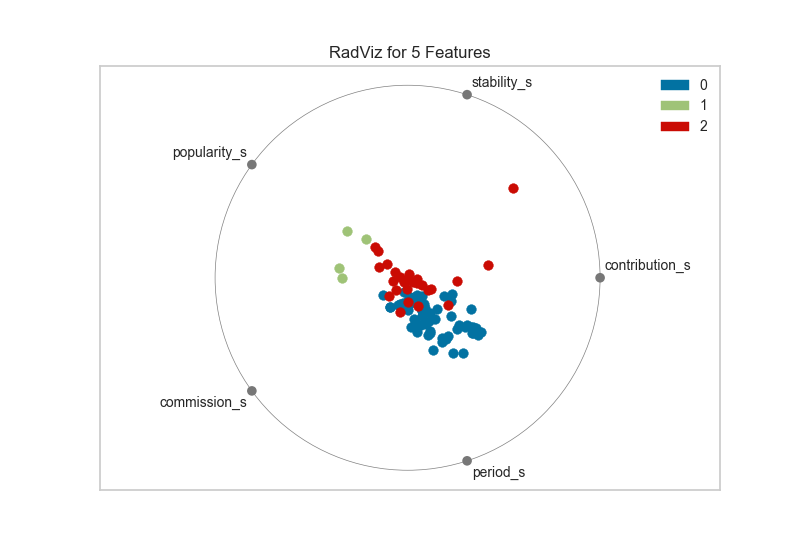 RadViz for 5 Features
stability_s
0
1
2
popularity_s
contribution_s
commission_s
period_s